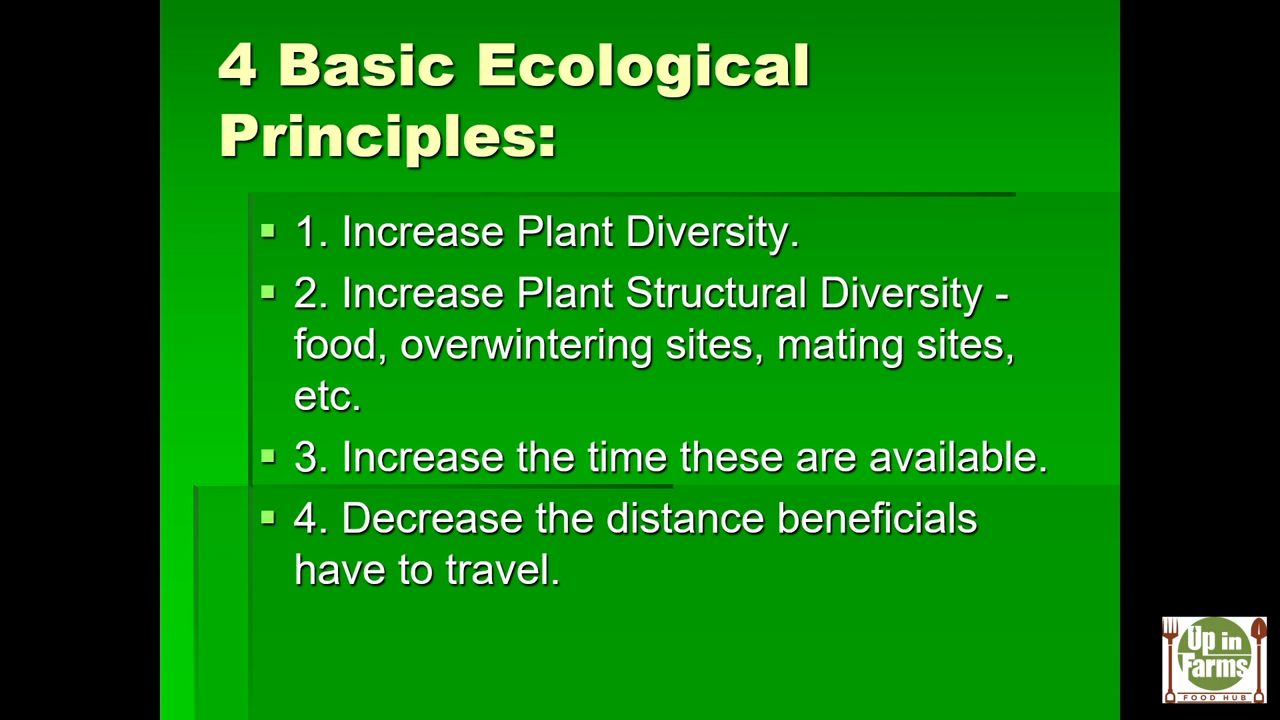 4 Basic Ecological
Principles:
1. Increase Plant Diversity.
2. Increase Plant Structural Diversity -
food, overwintering sites, mating sites,
etc.
3. Increase the time these are available.
4. Decrease the distance beneficials
have to travel.
Up in
Farms
FOOD HUB